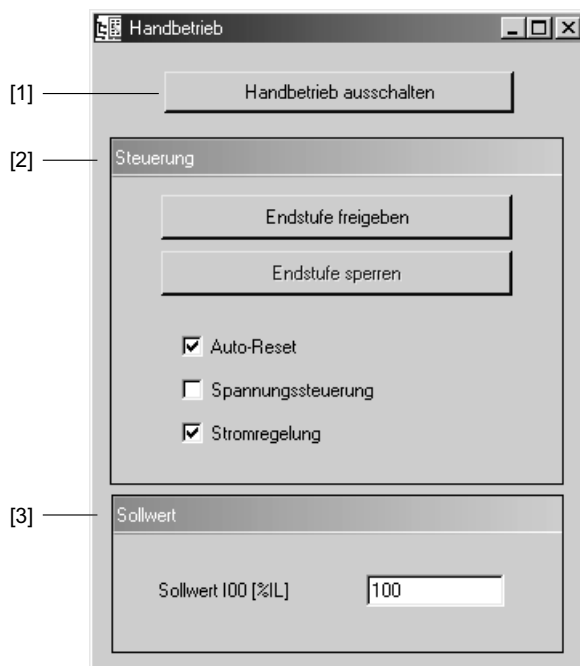 Handbetrieb
[1]
Handbetrieb ausschalten
[2]
Steuerung
Endstufe freigeben
Endstufe sperren
Auto-Reset
Spannungssteuerung
Stromregelung
[3]
Sollwert
Sollwert I00 [%IL]
100